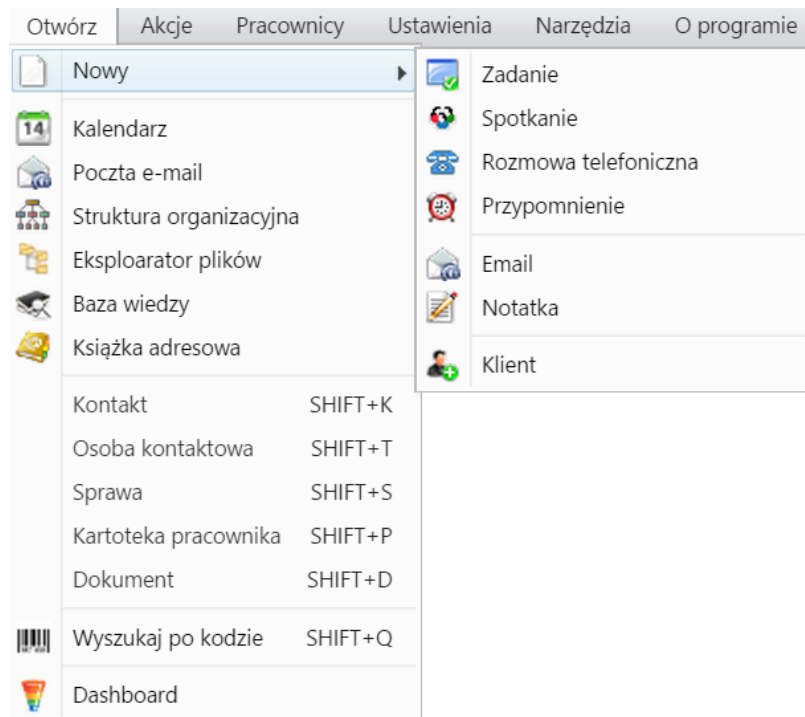 Otwórz Akcje Pracownicy Ustawienia Narzędzia O programie
Nowy
Kalendarz
14
Poczta e-mail
Struktura organizacyjna
Eksploarator plików
Baza wiedzy
Książka adresowa
Kontakt SHIFT+K
Osoba kontaktowa SHIFT+T
Sprawa SHIFT+S
Kartoteka pracownika SHIFT+P
Dokument SHIFT+D
Wyszukaj po kodzie SHIFT+Q
Dashboard
Zadanie
Spotkanie
Rozmowa telefoniczna
Przypomnienie
Email
Notatka
Klient